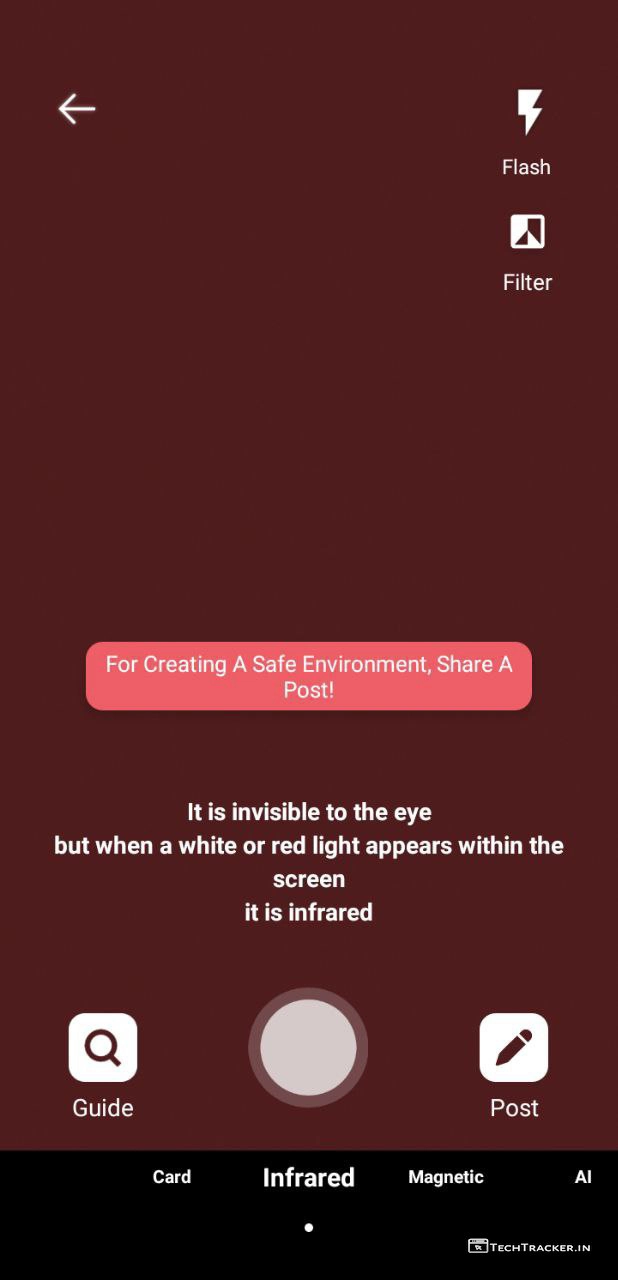 Flash
Filter
For Creating A Safe Environment, Share A
Post!
It is invisible to the eye
but when a white or red light appears within the
screen
it is infrared
Guide
Post
Card
Infrared
Magnetic
AI
TechTracker.in